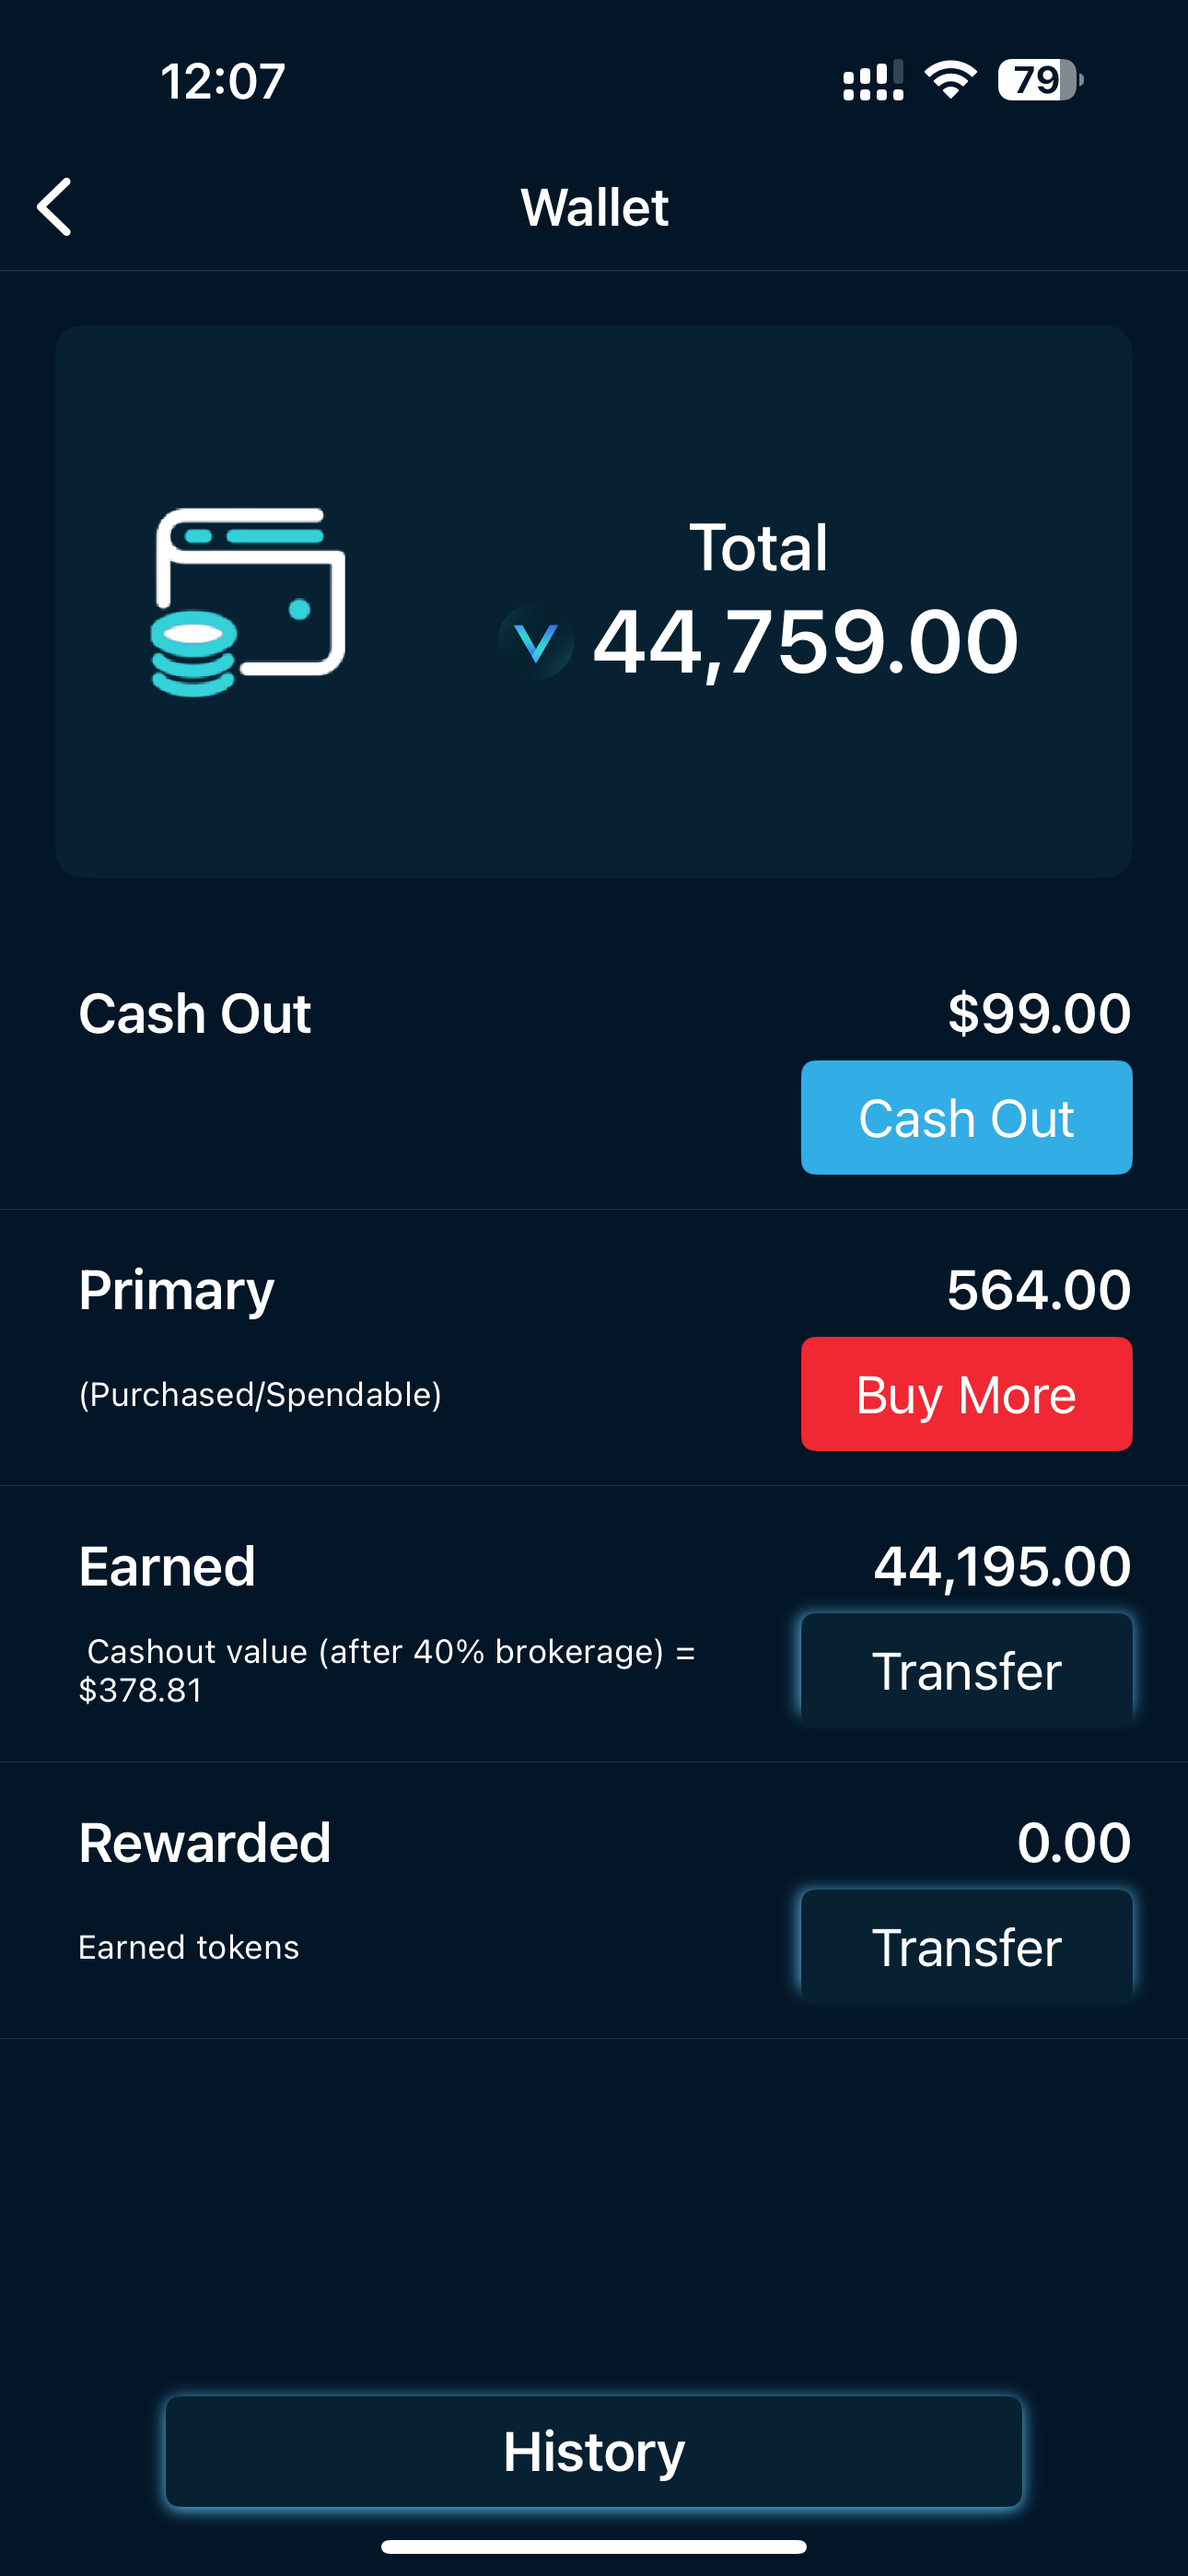 12:07
79
Wallet
Total
44,759.00
Cash Out
$99.00
Cash Out
Primary
564.00
(Purchased/Spendable)
Buy More
Earned
44,195.00
Cashout value (after 40% brokerage) =
$378.81
Transfer
Rewarded
0.00
Earned tokens
Transfer
History